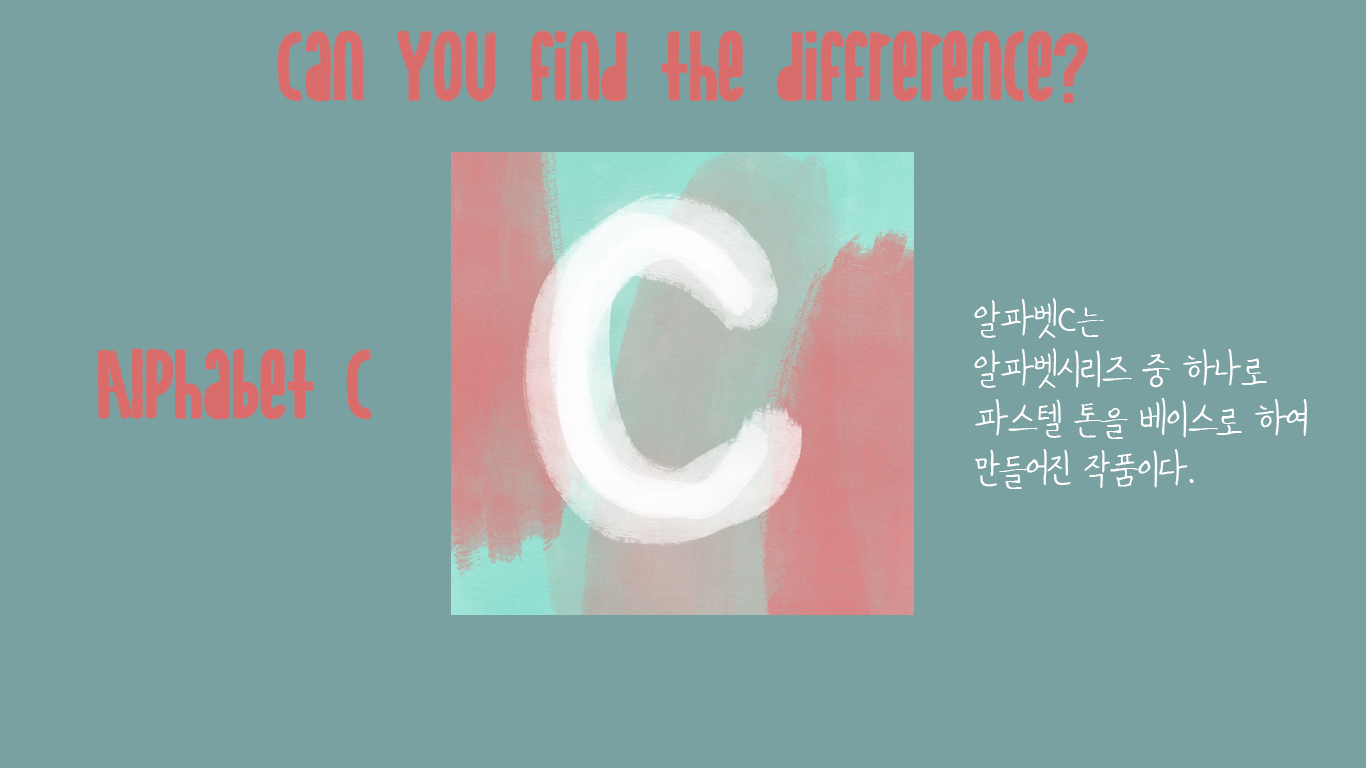 Can YOU find the diffrerence?
Alphabet C
C
알파벳C는
알파벳시리즈 중 하나로
파스텔 톤을 베이스로 하여
만들어진 작품이다.